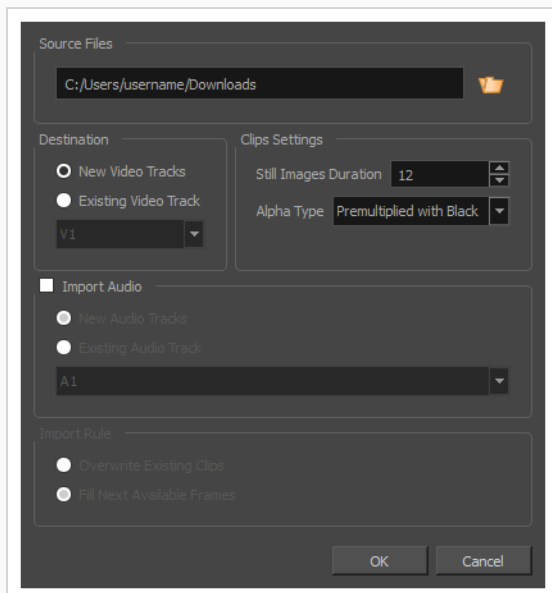 Source Files
C:/Users/username/Downloads
Destination
New Video Tracks
Existing Video Track
V1
Clips Settings
Still Images Duration 12
Alpha Type Premultiplied with Black
Import Audio
New Audio Tracks
Existing Audio Track
A1
Import Rule
Overwrite Existing Clips
Fill Next Available Frames
OK Cancel